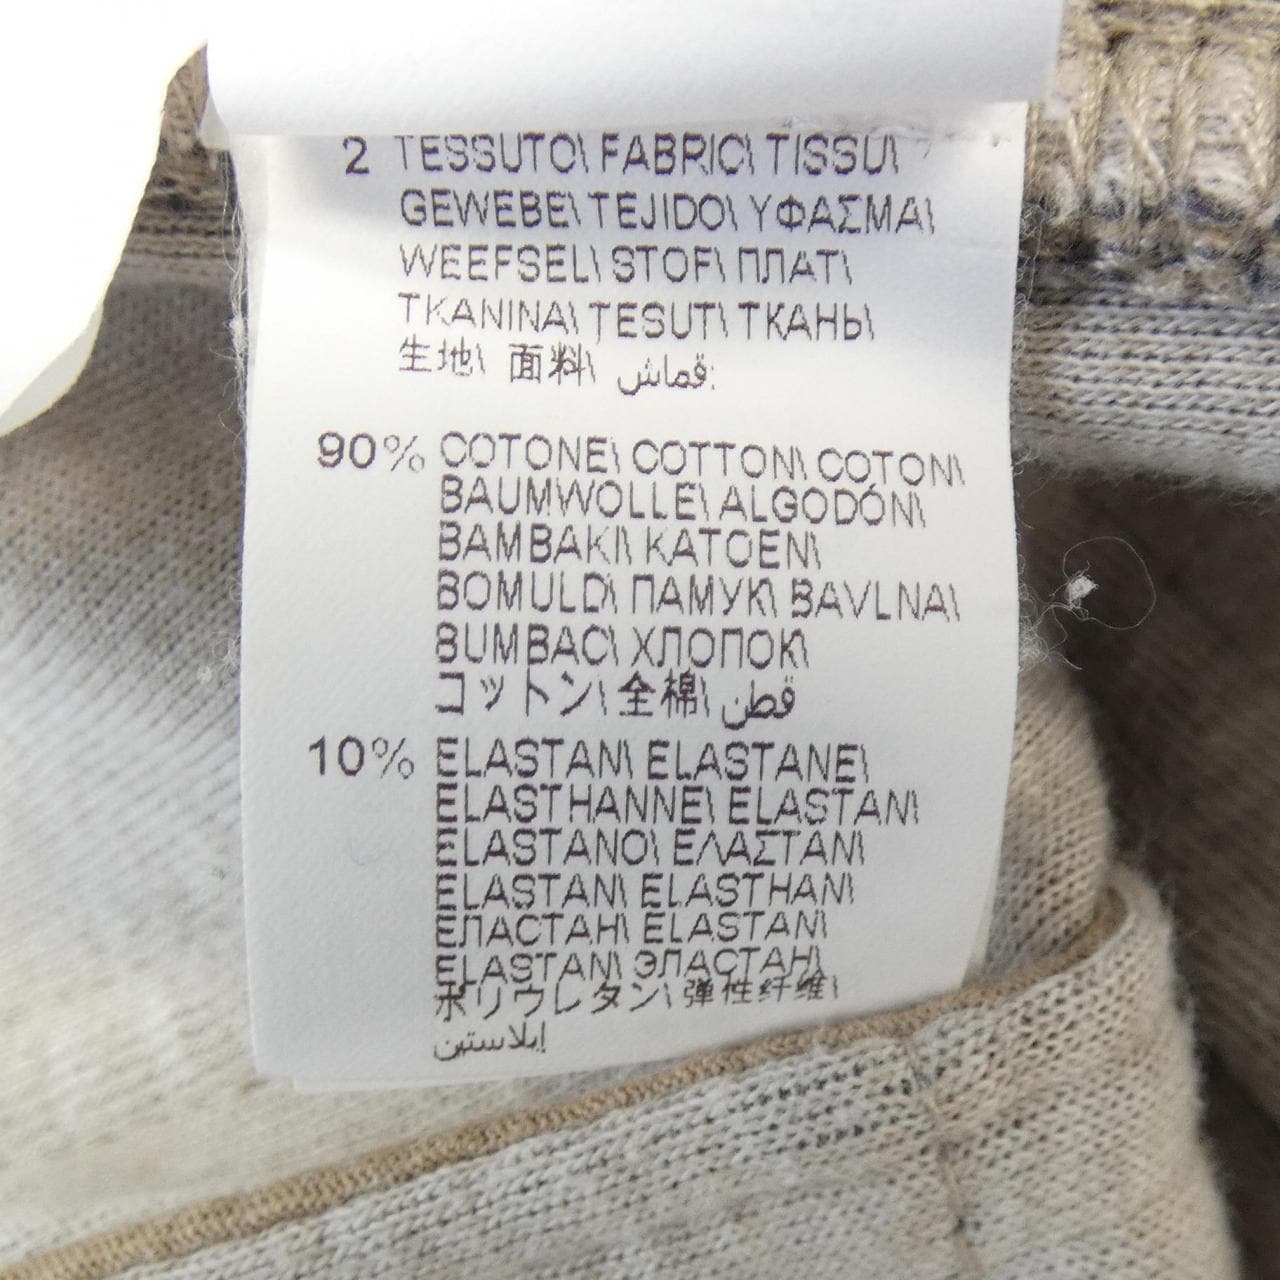 2 TESSUTO\ FABRIC\ TISSU\
GEWEBE\ TEJIDO\ ΥΦΑΣΜΑ\
WEEFSEL\ STOF\ ПЛАТ\
TKANINA\ ŢESUT\ ТКАНЬ\
生地\ 面料\ قماش:
90% COTONE\ COTTON\ COTON\
BAUMWOLLE\ ALGODÓN\
BAMBAKI\ KATOEN\
BOMULD\ ПАМУК\ BAVLNA\
BUMBAC\ ХЛОПОК\
コットン\ 全棉\ قطن
10% ELASTAN\ ELASTANE\
ELASTHANNE\ ELASTAN\
ELASTANO\ ΕΛΑΣΤΑΝ\
ELASTAN\ ELASTHAN\
ЕЛАСТАН\ ELASTAN\
ELASTAN\ ЭЛАСТАН\
ポリウレタン\ 弹性纤维\
إيلاستين